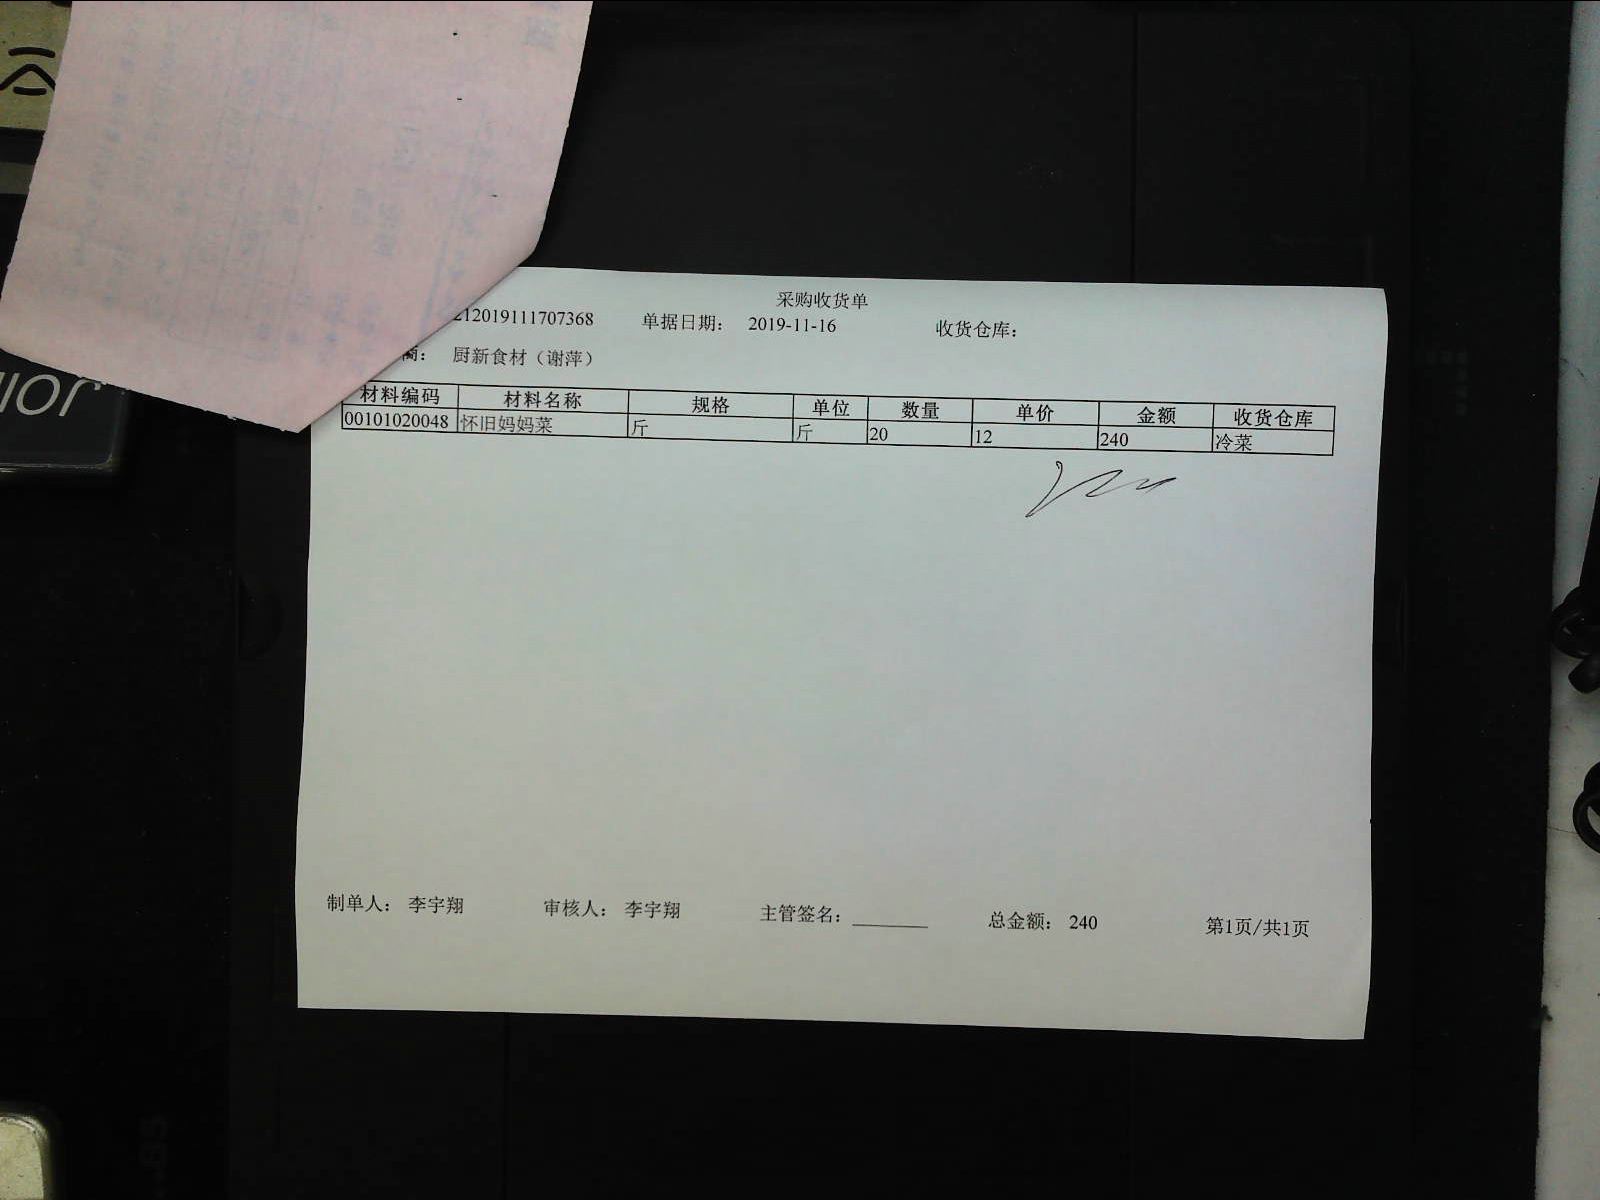 采购收货单
212019111707368 单据日期： 2019-11-16 收货仓库：
商： 厨新食材（谢萍）
材料编码 材料名称 规格 单位 数量 单价 金额 收货仓库
00101020048 怀旧妈妈菜 斤 斤 20 12 240 冷菜
制单人： 李宇翔 审核人： 李宇翔 主管签名： 总金额： 240 第1页/共1页